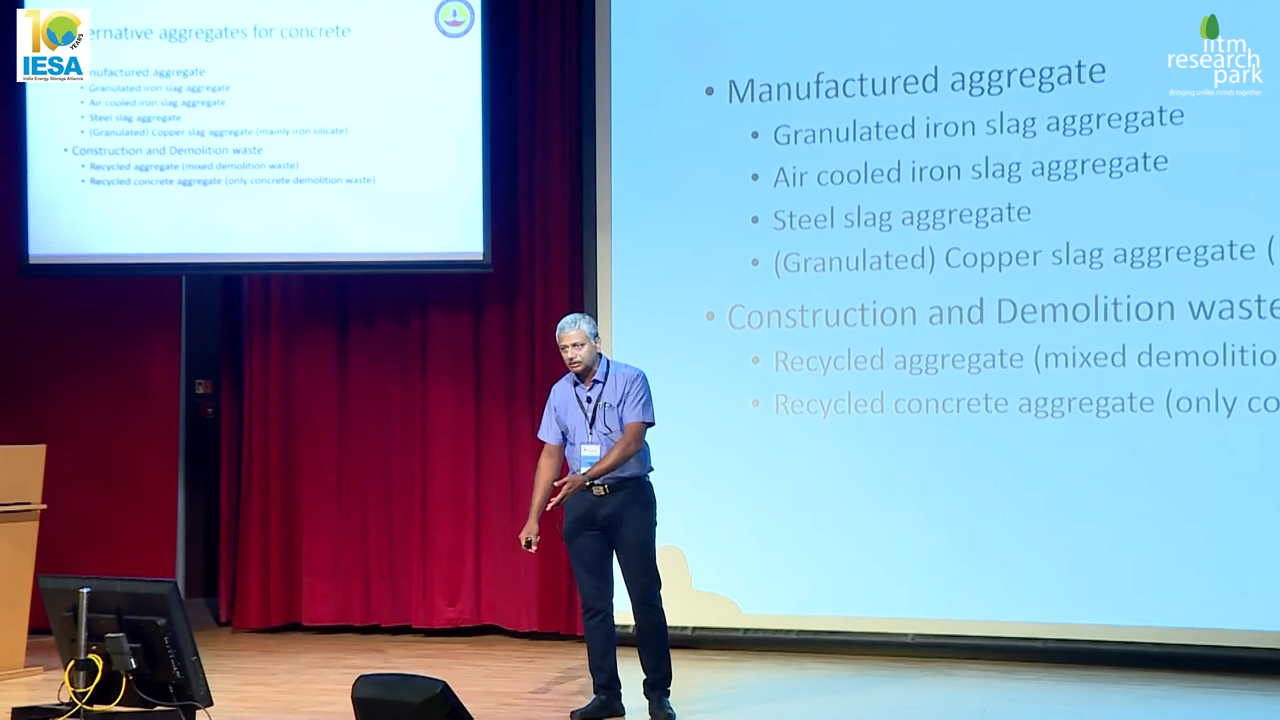 10 YEARS
IESA
India Energy Storage Alliance
ernative aggregates for concrete
nufactured aggregate
• Granulated iron slag aggregate
• Air cooled iron slag aggregate
• Steel slag aggregate
• (Granulated) Copper slag aggregate (mainly iron silicate)
• Construction and Demolition waste
• Recycled aggregate (mixed demolition waste)
• Recycled concrete aggregate (only concrete demolition waste)
• Manufactured aggregate
• Granulated iron slag aggregate
• Air cooled iron slag aggregate
• Steel slag aggregate
• (Granulated) Copper slag aggregate (
• Construction and Demolition waste
• Recycled aggregate (mixed demolitio
• Recycled concrete aggregate (only co
iitm
research
park
Bringing unlike minds together